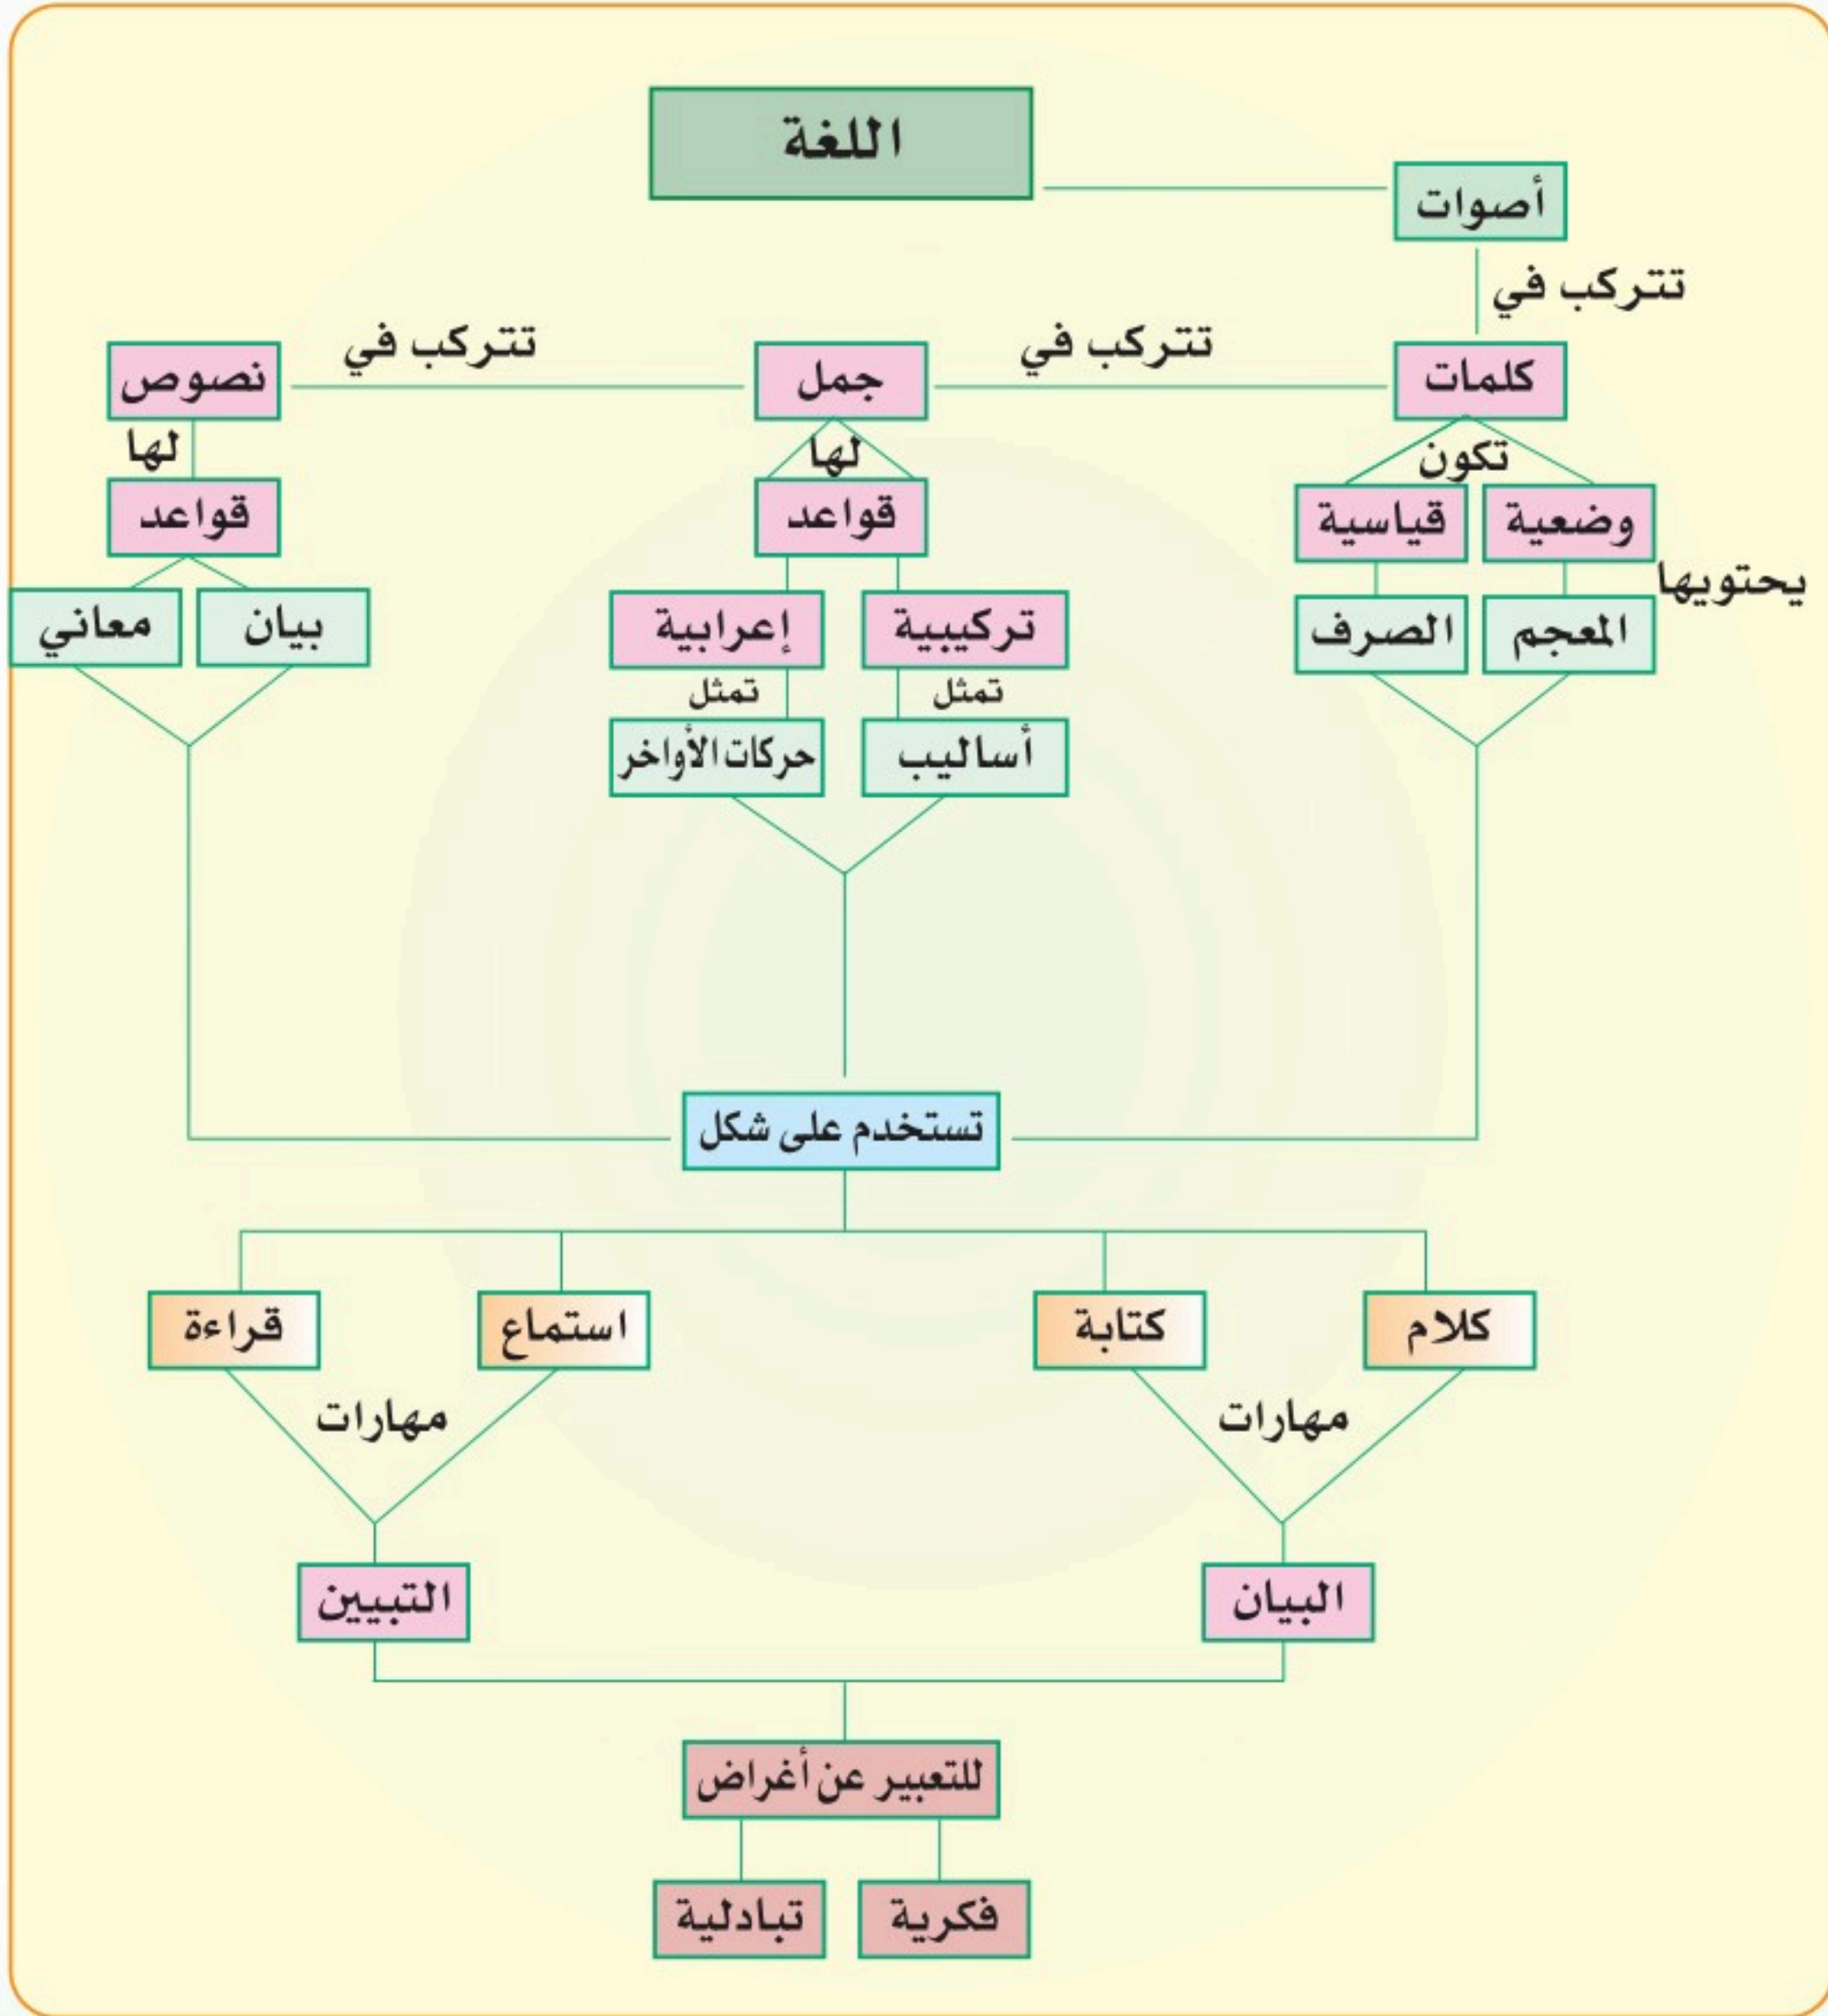 اللغة
أصوات
تتركب في
كلمات
تتركب في
جمل
تتركب في
نصوص
تكون
لها
لها
وضعية
قياسية
قواعد
قواعد
يحتويها
المعجم
الصرف
تركيبية
إعرابية
بيان
معاني
تمثل
تمثل
أساليب
حركات الأواخر
تستخدم على شكل
كلام
كتابة
استماع
قراءة
مهارات
مهارات
البيان
التبيين
للتعبير عن أغراض
فكرية
تبادلية